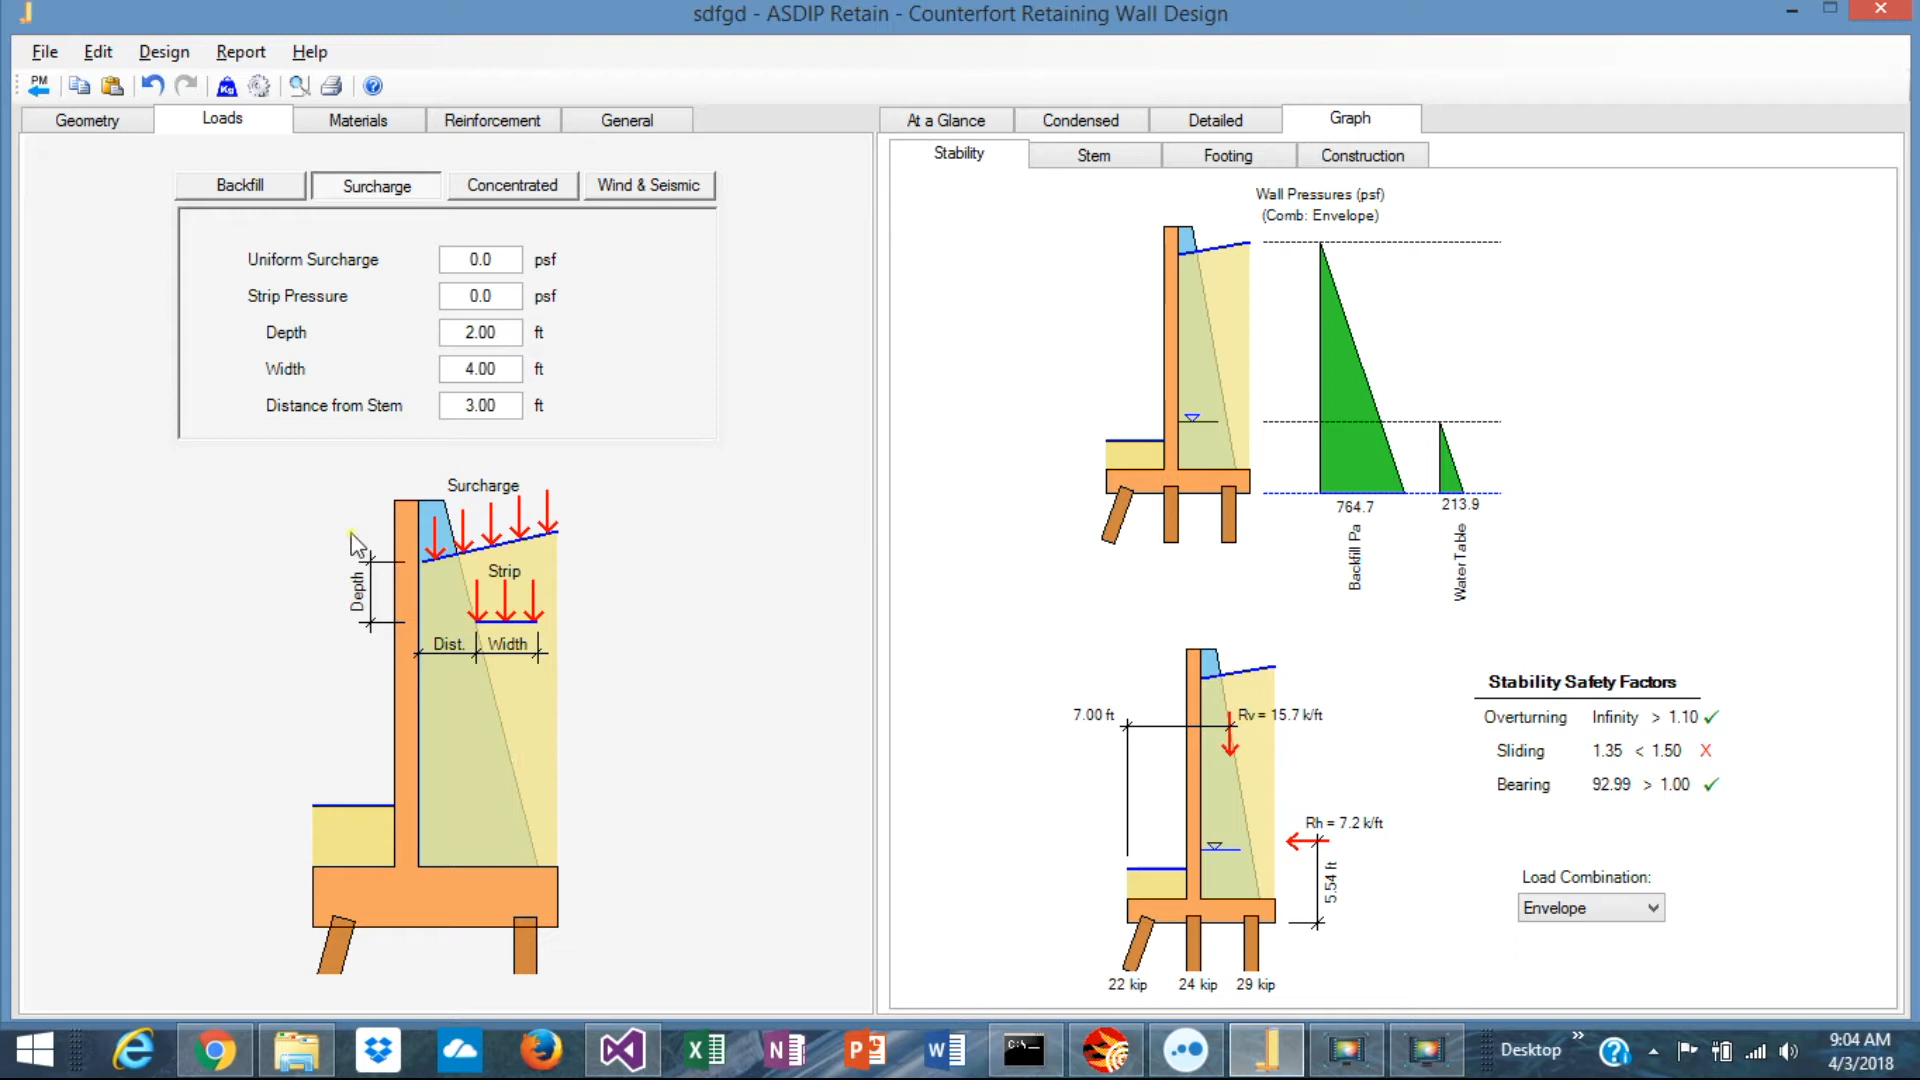 sdfgd - ASDIP Retain - Counterfort Retaining Wall Design
File Edit Design Report Help
PM Kg
Geometry Loads Materials Reinforcement General
At a Glance Condensed Detailed Graph
Stability Stem Footing Construction
Backfill Surcharge Concentrated Wind & Seismic
Uniform Surcharge 0.0 psf
Strip Pressure 0.0 psf
Depth 2.00 ft
Width 4.00 ft
Distance from Stem 3.00 ft
Surcharge
Strip
Depth
Dist. Width
Wall Pressures (psf)
(Comb: Envelope)
764.7 213.9
Backfill Pa
Water Table
7.00 ft Rv = 15.7 k/ft
Rh = 7.2 k/ft
5.54 ft
22 kip 24 kip 29 kip
Stability Safety Factors
Overturning Infinity > 1.10 ✓
Sliding 1.35 < 1.50 X
Bearing 92.99 > 1.00 ✓
Load Combination:
Envelope
Desktop
9:04 AM
4/3/2018